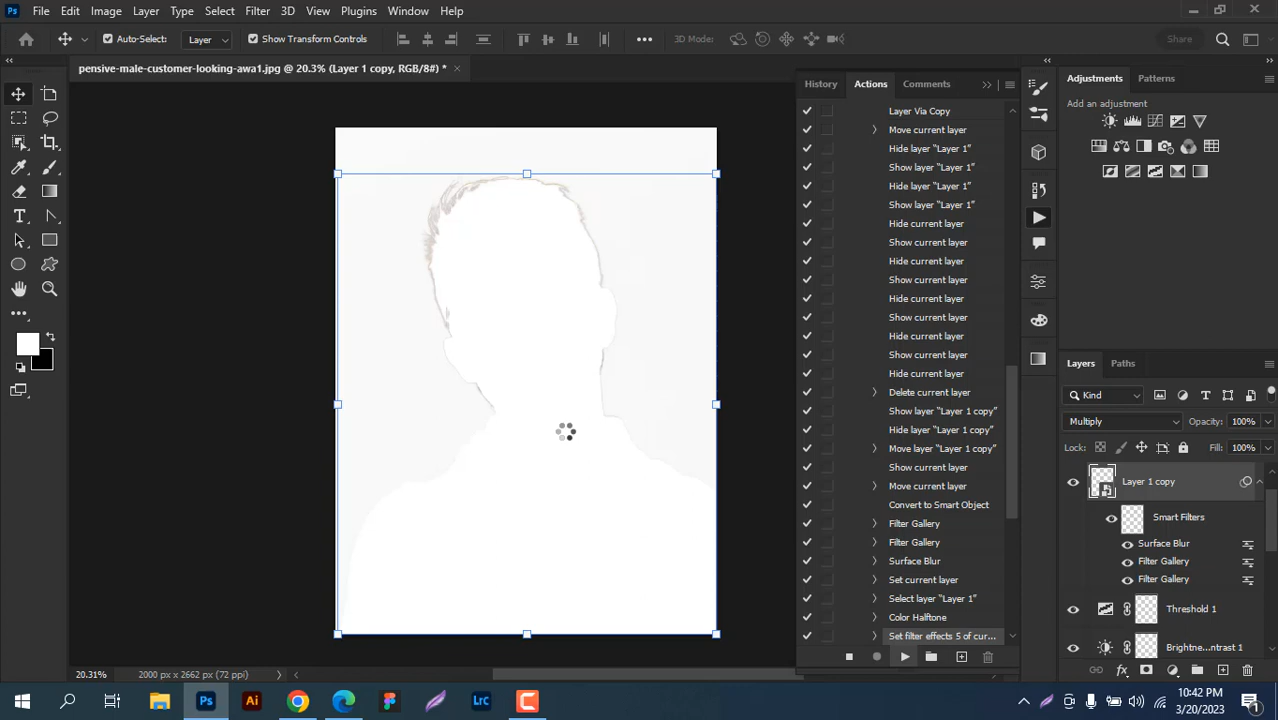 Ps File Edit Image Layer Type Select Filter 3D View Plugins Window Help
Auto-Select: Layer Show Transform Controls 3D Mode: Share
pensive-male-customer-looking-awa1.jpg @ 20.3% (Layer 1 copy, RGB/8#) *
History Actions Comments
Layer Via Copy
Move current layer
Hide layer “Layer 1”
Show layer “Layer 1”
Hide layer “Layer 1”
Show layer “Layer 1”
Hide current layer
Show current layer
Hide current layer
Show current layer
Hide current layer
Show current layer
Hide current layer
Show current layer
Hide current layer
Delete current layer
Show layer “Layer 1 copy”
Hide layer “Layer 1 copy”
Move layer “Layer 1 copy”
Show current layer
Move current layer
Convert to Smart Object
Filter Gallery
Filter Gallery
Surface Blur
Set current layer
Select layer “Layer 1”
Color Halftone
Set filter effects 5 of cur...
Adjustments Patterns
Add an adjustment
Layers Paths
Kind
Multiply Opacity: 100%
Lock: Fill: 100%
Layer 1 copy
Smart Filters
Surface Blur
Filter Gallery
Filter Gallery
Threshold 1
Brightne...ntrast 1
20.31% 2000 px x 2662 px (72 ppi)
Ps Ai LrC
10:42 PM
3/20/2023
1